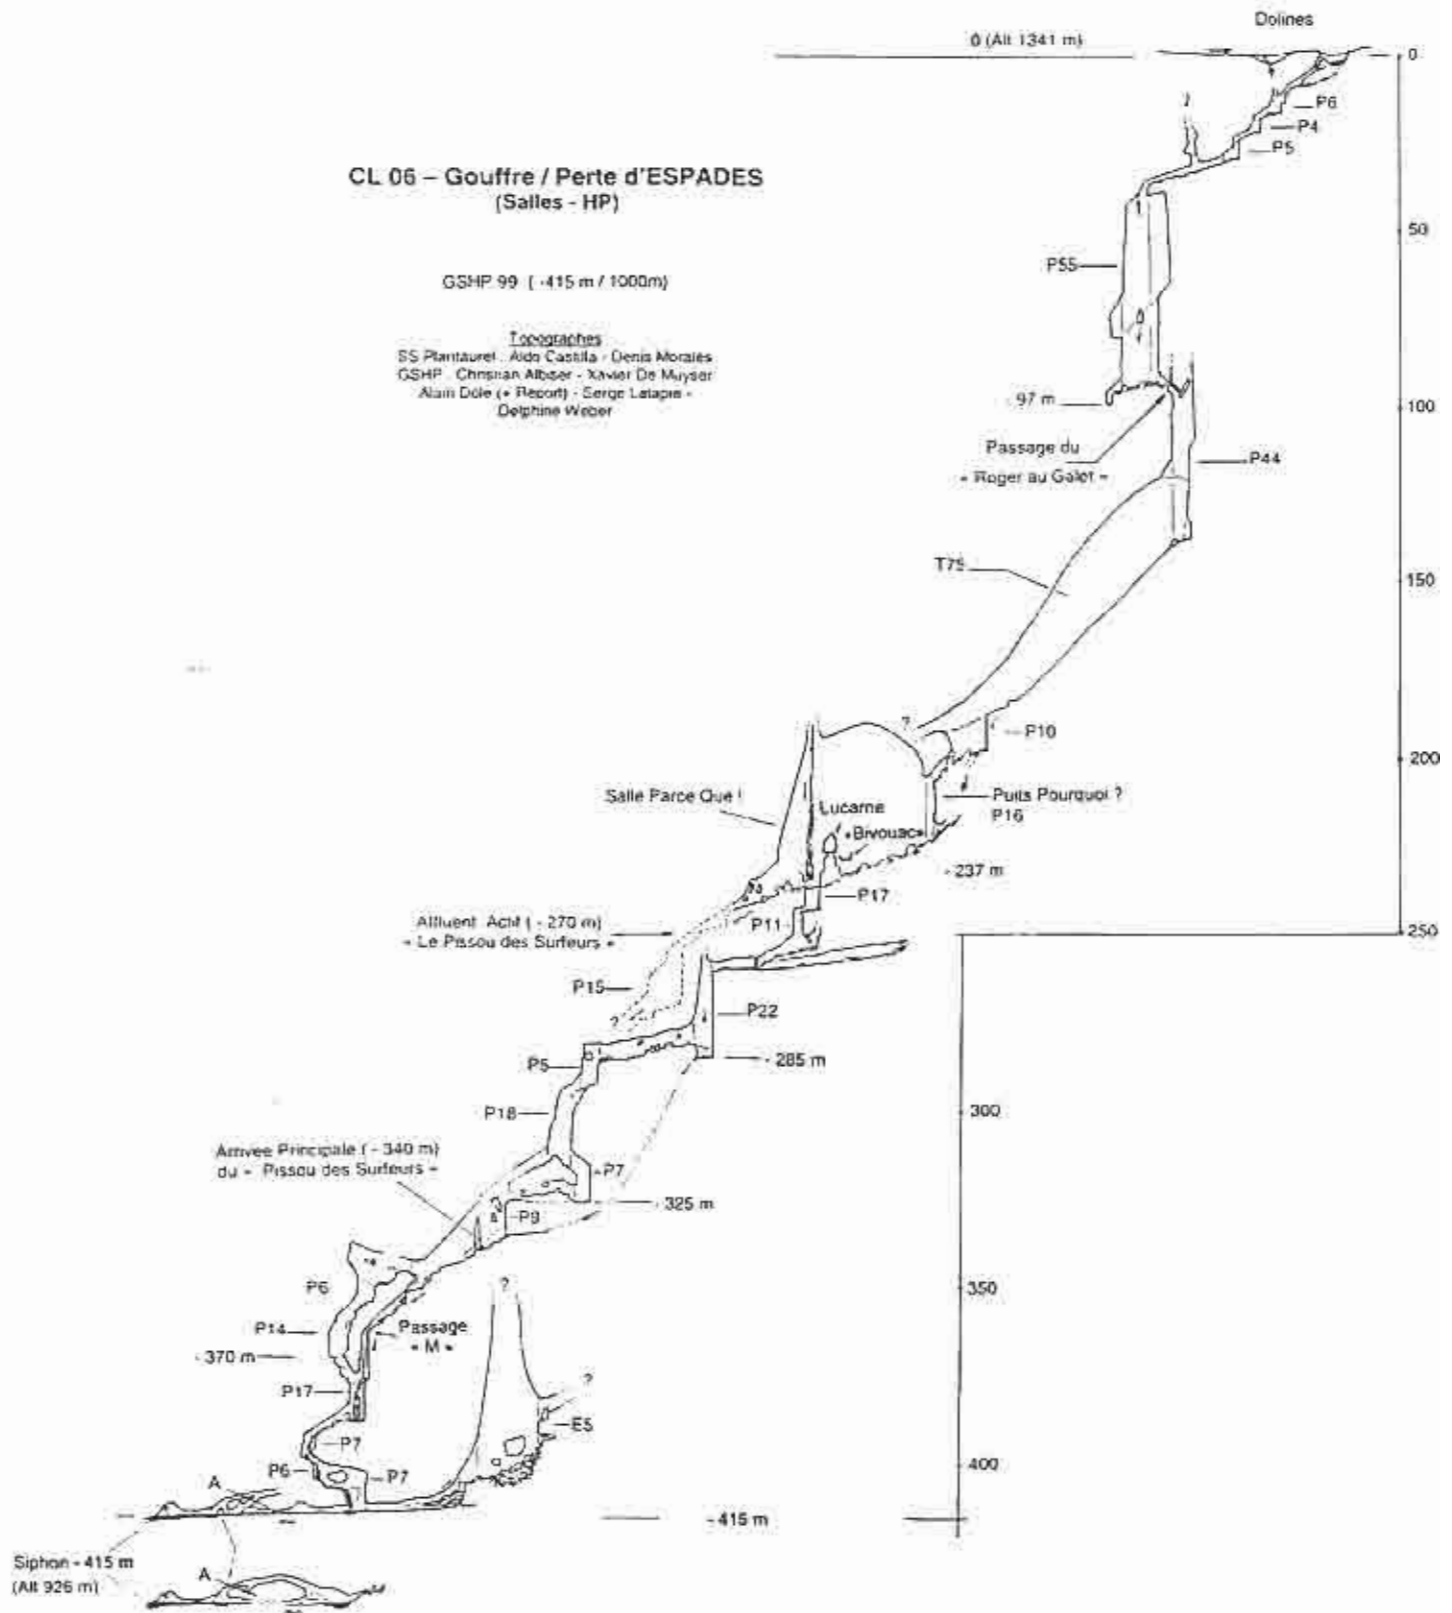 Dolines
0 (Alt 1341 m)
0
P6
P4
P5
?
CL 06 – Gouffre / Perte d'ESPADES
(Salles - HP)
50
P55
GSHP 99 ( -415 m / 1000m)
Topographes
SS Plantaurel : Aldo Castilla - Denis Morales
GSHP : Christian Albiser - Xavier De Muyser
Alain Dole (+ Report) - Serge Latapie -
Delphine Weber
- 97 m
100
Passage du
« Roger au Galet »
P44
T75
150
?
P10
200
Salle Parce Que !
Puits Pourquoi ?
P16
Lucarne
«Bivouac»
- 237 m
P17
P11
Affluent Actif ( - 270 m)
« Le Pissou des Surfeurs »
250
P15
P22
?
P5
- 285 m
P18
300
Arrivée Principale ( - 340 m)
du « Pissou des Surfeurs »
P7
- 325 m
P9
P6
?
350
P14
Passage
« M »
- 370 m
P17
?
E5
P7
P6
P7
400
A
- 415 m
Siphon - 415 m
(Alt 926 m)
A